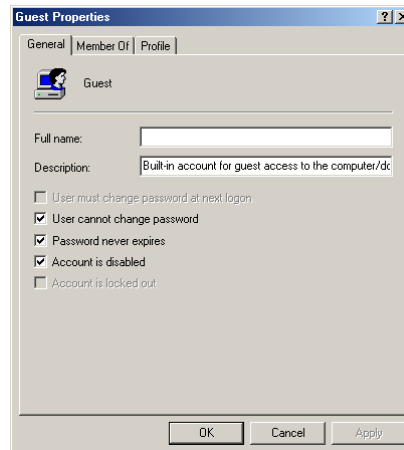 Guest Properties
General Member Of Profile
Guest
Full name:
Description: Built-in account for guest access to the computer/dc
User must change password at next logon
User cannot change password
Password never expires
Account is disabled
Account is locked out
OK Cancel Apply